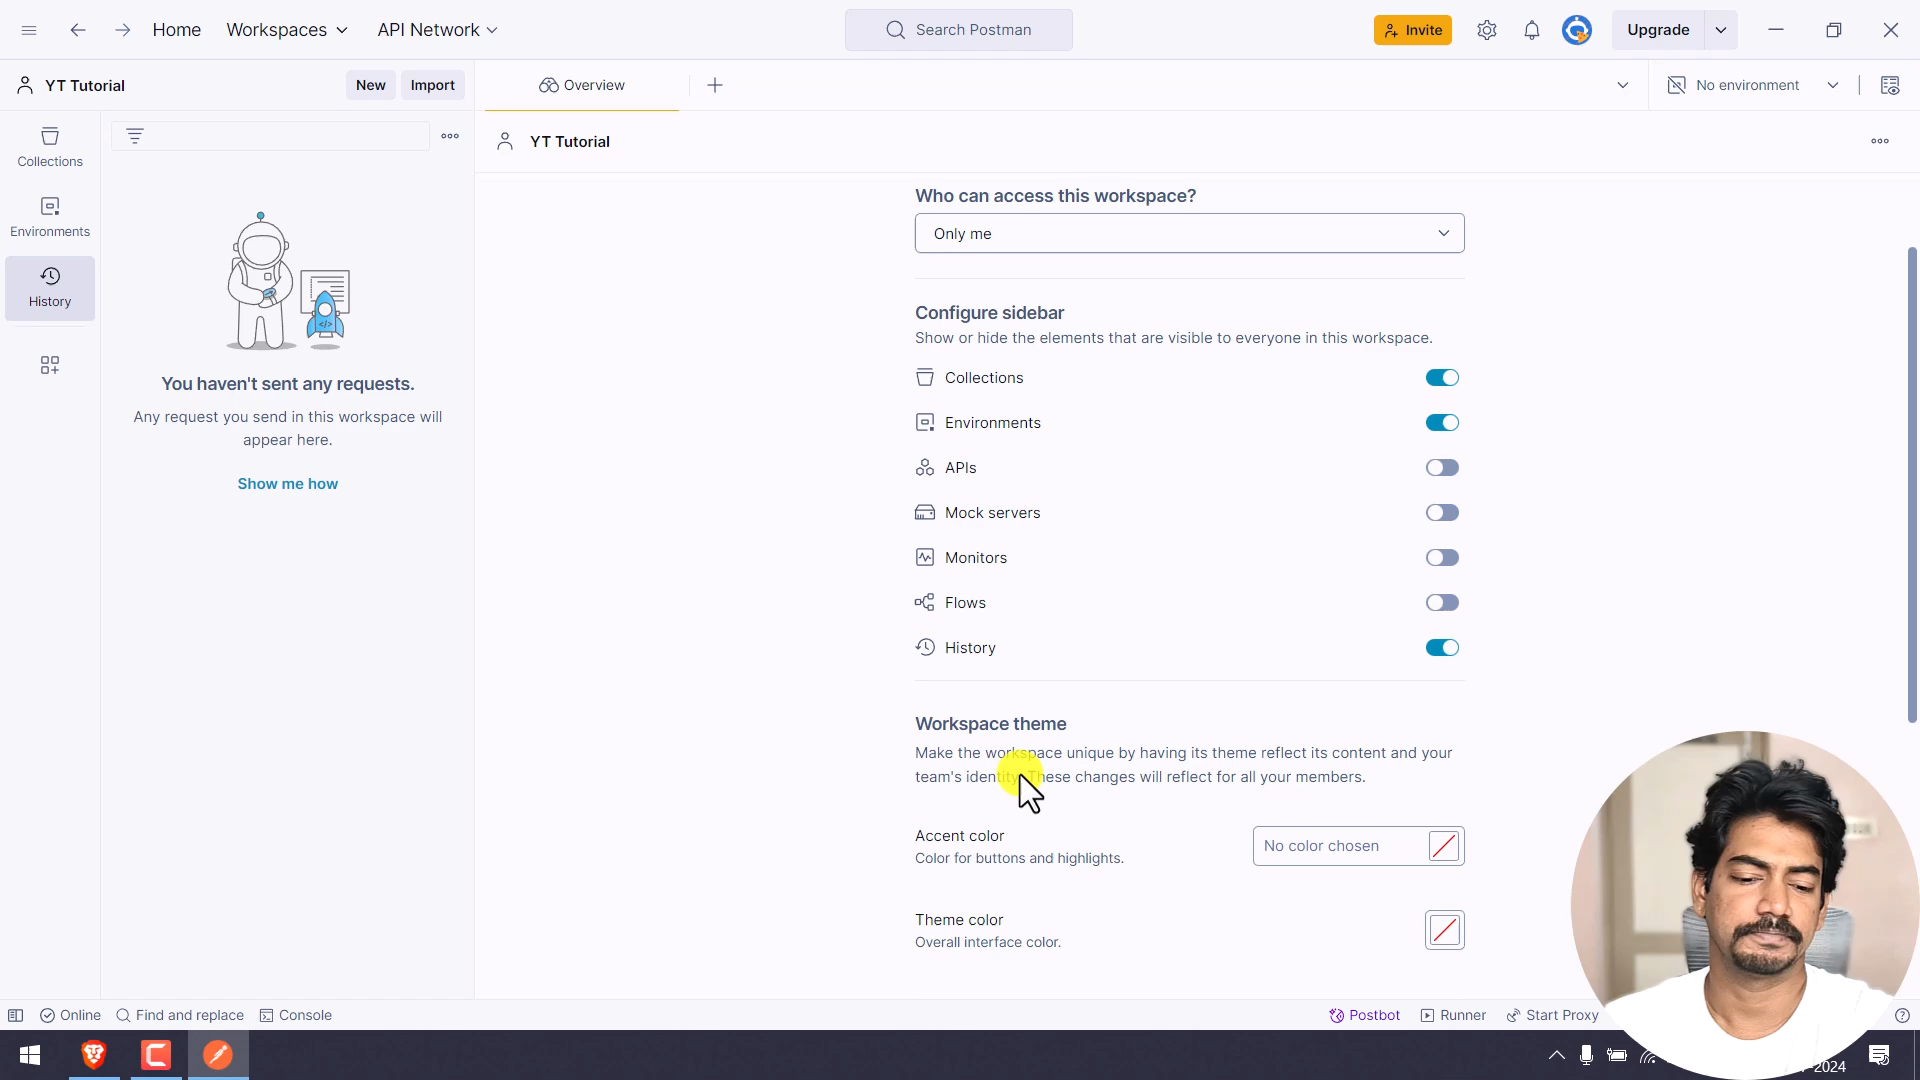 Home
Workspaces
API Network
Search Postman
Invite
Upgrade
YT Tutorial
New
Import
Overview
No environment
Collections
Environments
History
You haven't sent any requests.
Any request you send in this workspace will
appear here.
Show me how
YT Tutorial
Who can access this workspace?
Only me
Configure sidebar
Show or hide the elements that are visible to everyone in this workspace.
Collections
Environments
APIs
Mock servers
Monitors
Flows
History
Workspace theme
Make the workspace unique by having its theme reflect its content and your
team's identity. These changes will reflect for all your members.
Accent color
Color for buttons and highlights.
No color chosen
Theme color
Overall interface color.
Online
Find and replace
Console
Postbot
Runner
Start Proxy
2024